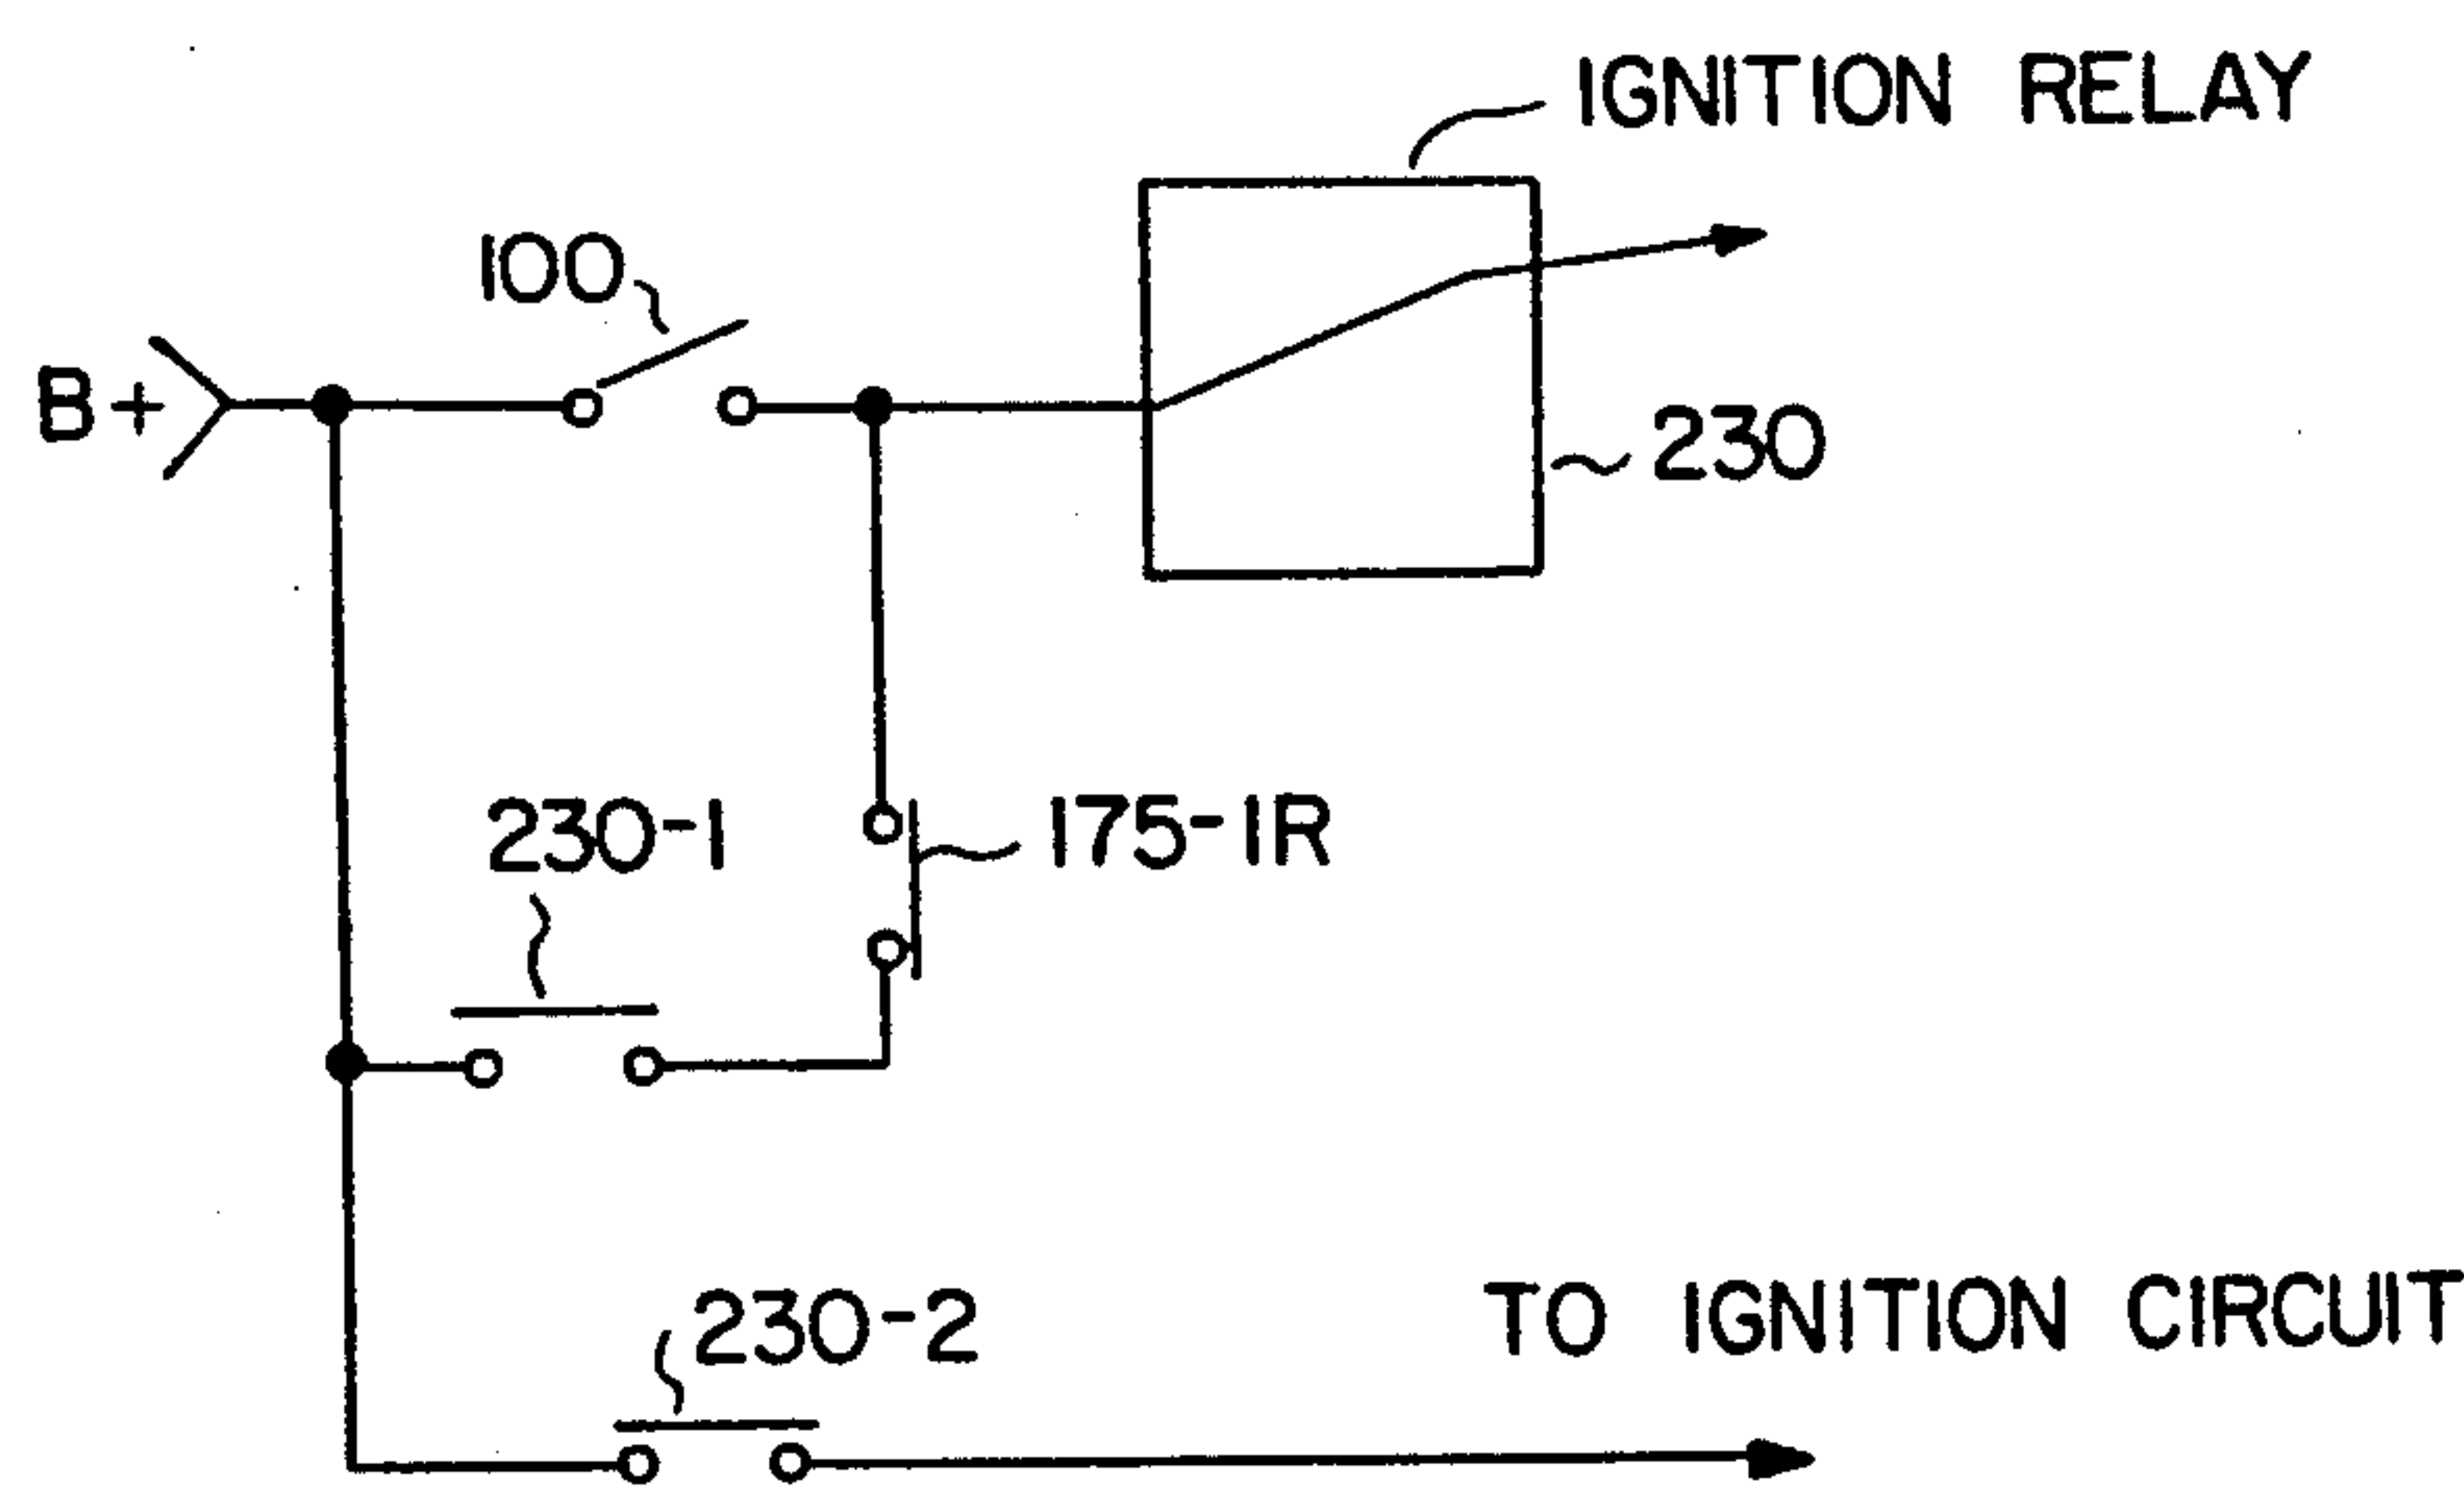 IGNITION RELAY
100
B+
230
230-1
175-1R
230-2
TO IGNITION CIRCUIT